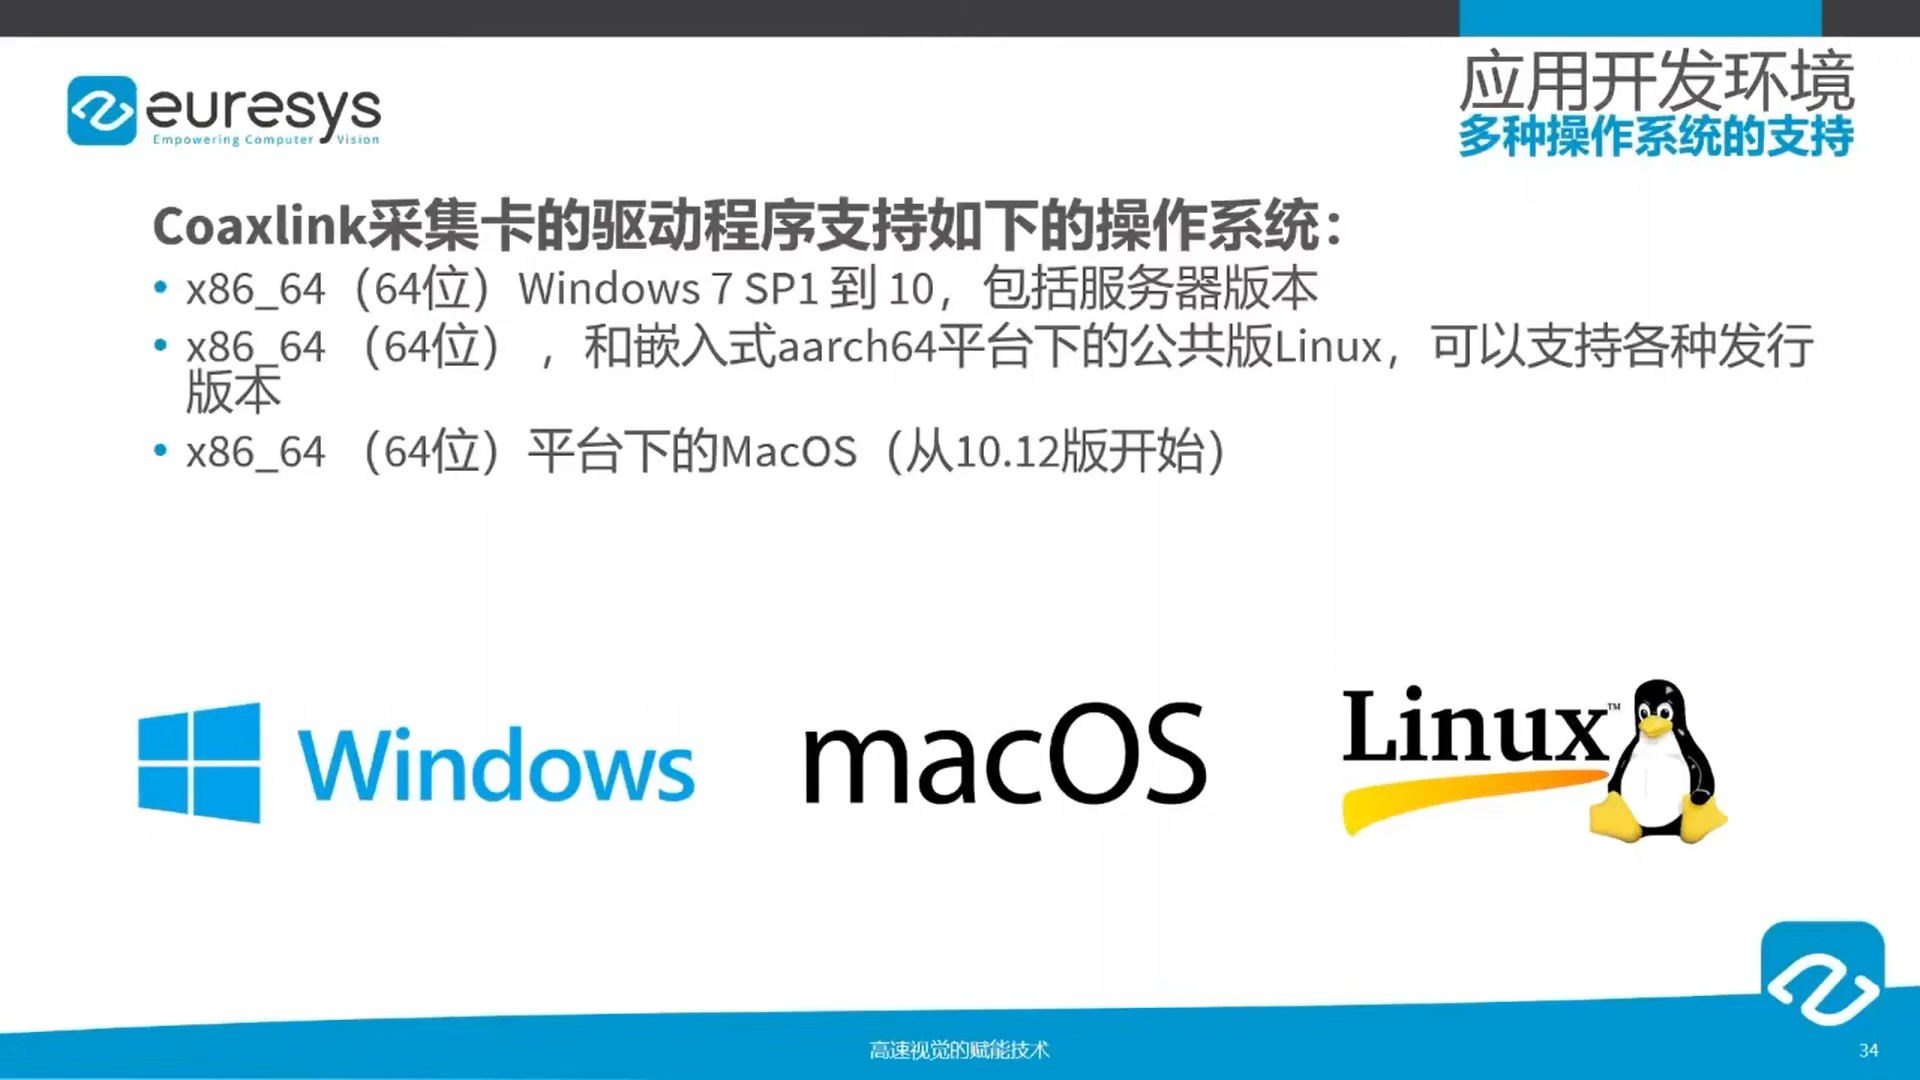 euresys
Empowering Computer Vision
应用开发环境
多种操作系统的支持
Coaxlink采集卡的驱动程序支持如下的操作系统：
• x86_64（64位）Windows 7 SP1 到 10，包括服务器版本
• x86_64 （64位） ，和嵌入式aarch64平台下的公共版Linux，可以支持各种发行
版本
• x86_64 （64位）平台下的MacOS（从10.12版开始）
Windows
macOS
Linux™
高速视觉的赋能技术
34